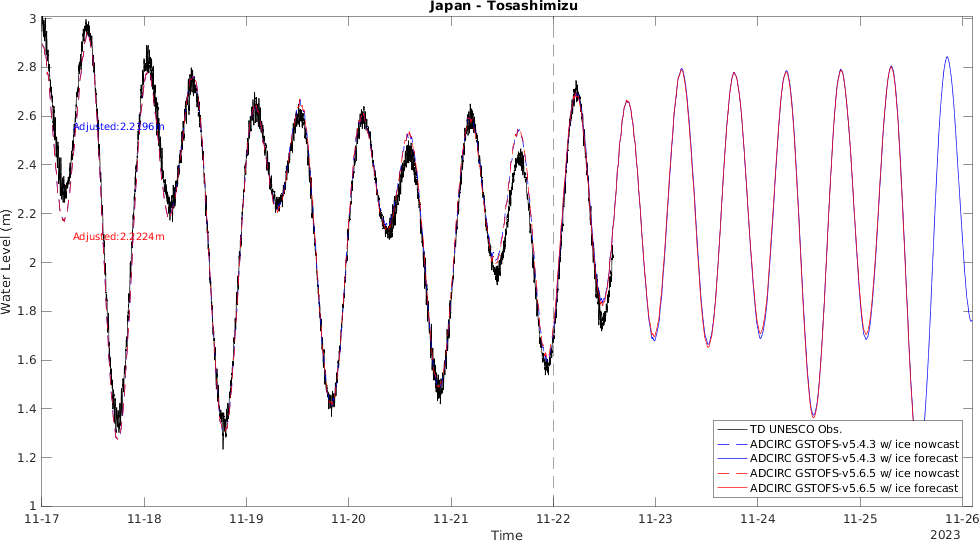 Japan - Tosashimizu
3
2.8
2.6
2.4
2.2
2
1.8
1.6
1.4
1.2
1
Water Level (m)
Adjusted:2.2196m
Adjusted:2.2224m
TD UNESCO Obs.
ADCIRC GSTOFS-v5.4.3 w/ ice nowcast
ADCIRC GSTOFS-v5.4.3 w/ ice forecast
ADCIRC GSTOFS-v5.6.5 w/ ice nowcast
ADCIRC GSTOFS-v5.6.5 w/ ice forecast
11-17 11-18 11-19 11-20 11-21 11-22 11-23 11-24 11-25 11-26
Time
2023